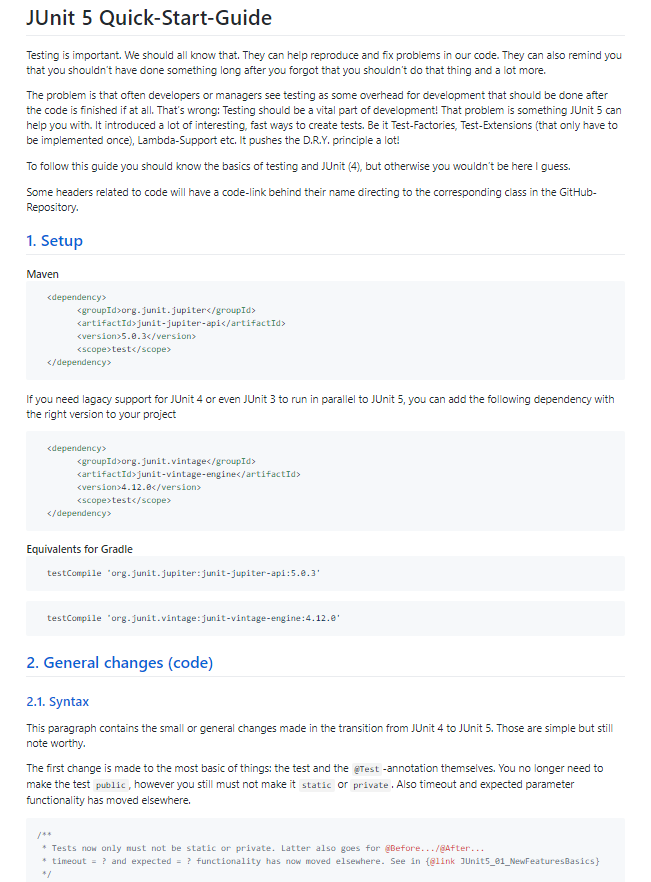 JUnit 5 Quick-Start-Guide
Testing is important. We should all know that. They can help reproduce and fix problems in our code. They can also remind you
that you shouldn't have done something long after you forgot that you shouldn't do that thing and a lot more.
The problem is that often developers or managers see testing as some overhead for development that should be done after
the code is finished if at all. That's wrong: Testing should be a vital part of development! That problem is something JUnit 5 can
help you with. It introduced a lot of interesting, fast ways to create tests. Be it Test-Factories, Test-Extensions (that only have to
be implemented once), Lambda-Support etc. It pushes the D.R.Y. principle a lot!
To follow this guide you should know the basics of testing and JUnit (4), but otherwise you wouldn't be here I guess.
Some headers related to code will have a code-link behind their name directing to the corresponding class in the GitHub-
Repository.
1. Setup
Maven
<dependency>
<groupId>org.junit.jupiter</groupId>
<artifactId>junit-jupiter-api</artifactId>
<version>5.0.3</version>
<scope>test</scope>
</dependency>
If you need lagacy support for JUnit 4 or even JUnit 3 to run in parallel to JUnit 5, you can add the following dependency with
the right version to your project
<dependency>
<groupId>org.junit.vintage</groupId>
<artifactId>junit-vintage-engine</artifactId>
<version>4.12.0</version>
<scope>test</scope>
</dependency>
Equivalents for Gradle
testCompile 'org.junit.jupiter:junit-jupiter-api:5.0.3'
testCompile 'org.junit.vintage:junit-vintage-engine:4.12.0'
2. General changes (code)
2.1. Syntax
This paragraph contains the small or general changes made in the transition from JUnit 4 to JUnit 5. Those are simple but still
note worthy.
The first change is made to the most basic of things: the test and the @Test -annotation themselves. You no longer need to
make the test public , however you still must not make it static or private . Also timeout and expected parameter
functionality has moved elsewhere.
/**
* Tests now only must not be static or private. Latter also goes for @Before.../@After...
* timeout = ? and expected = ? functionality has now moved elsewhere. See in {@link JUnit5_01_NewFeaturesBasics}
*/